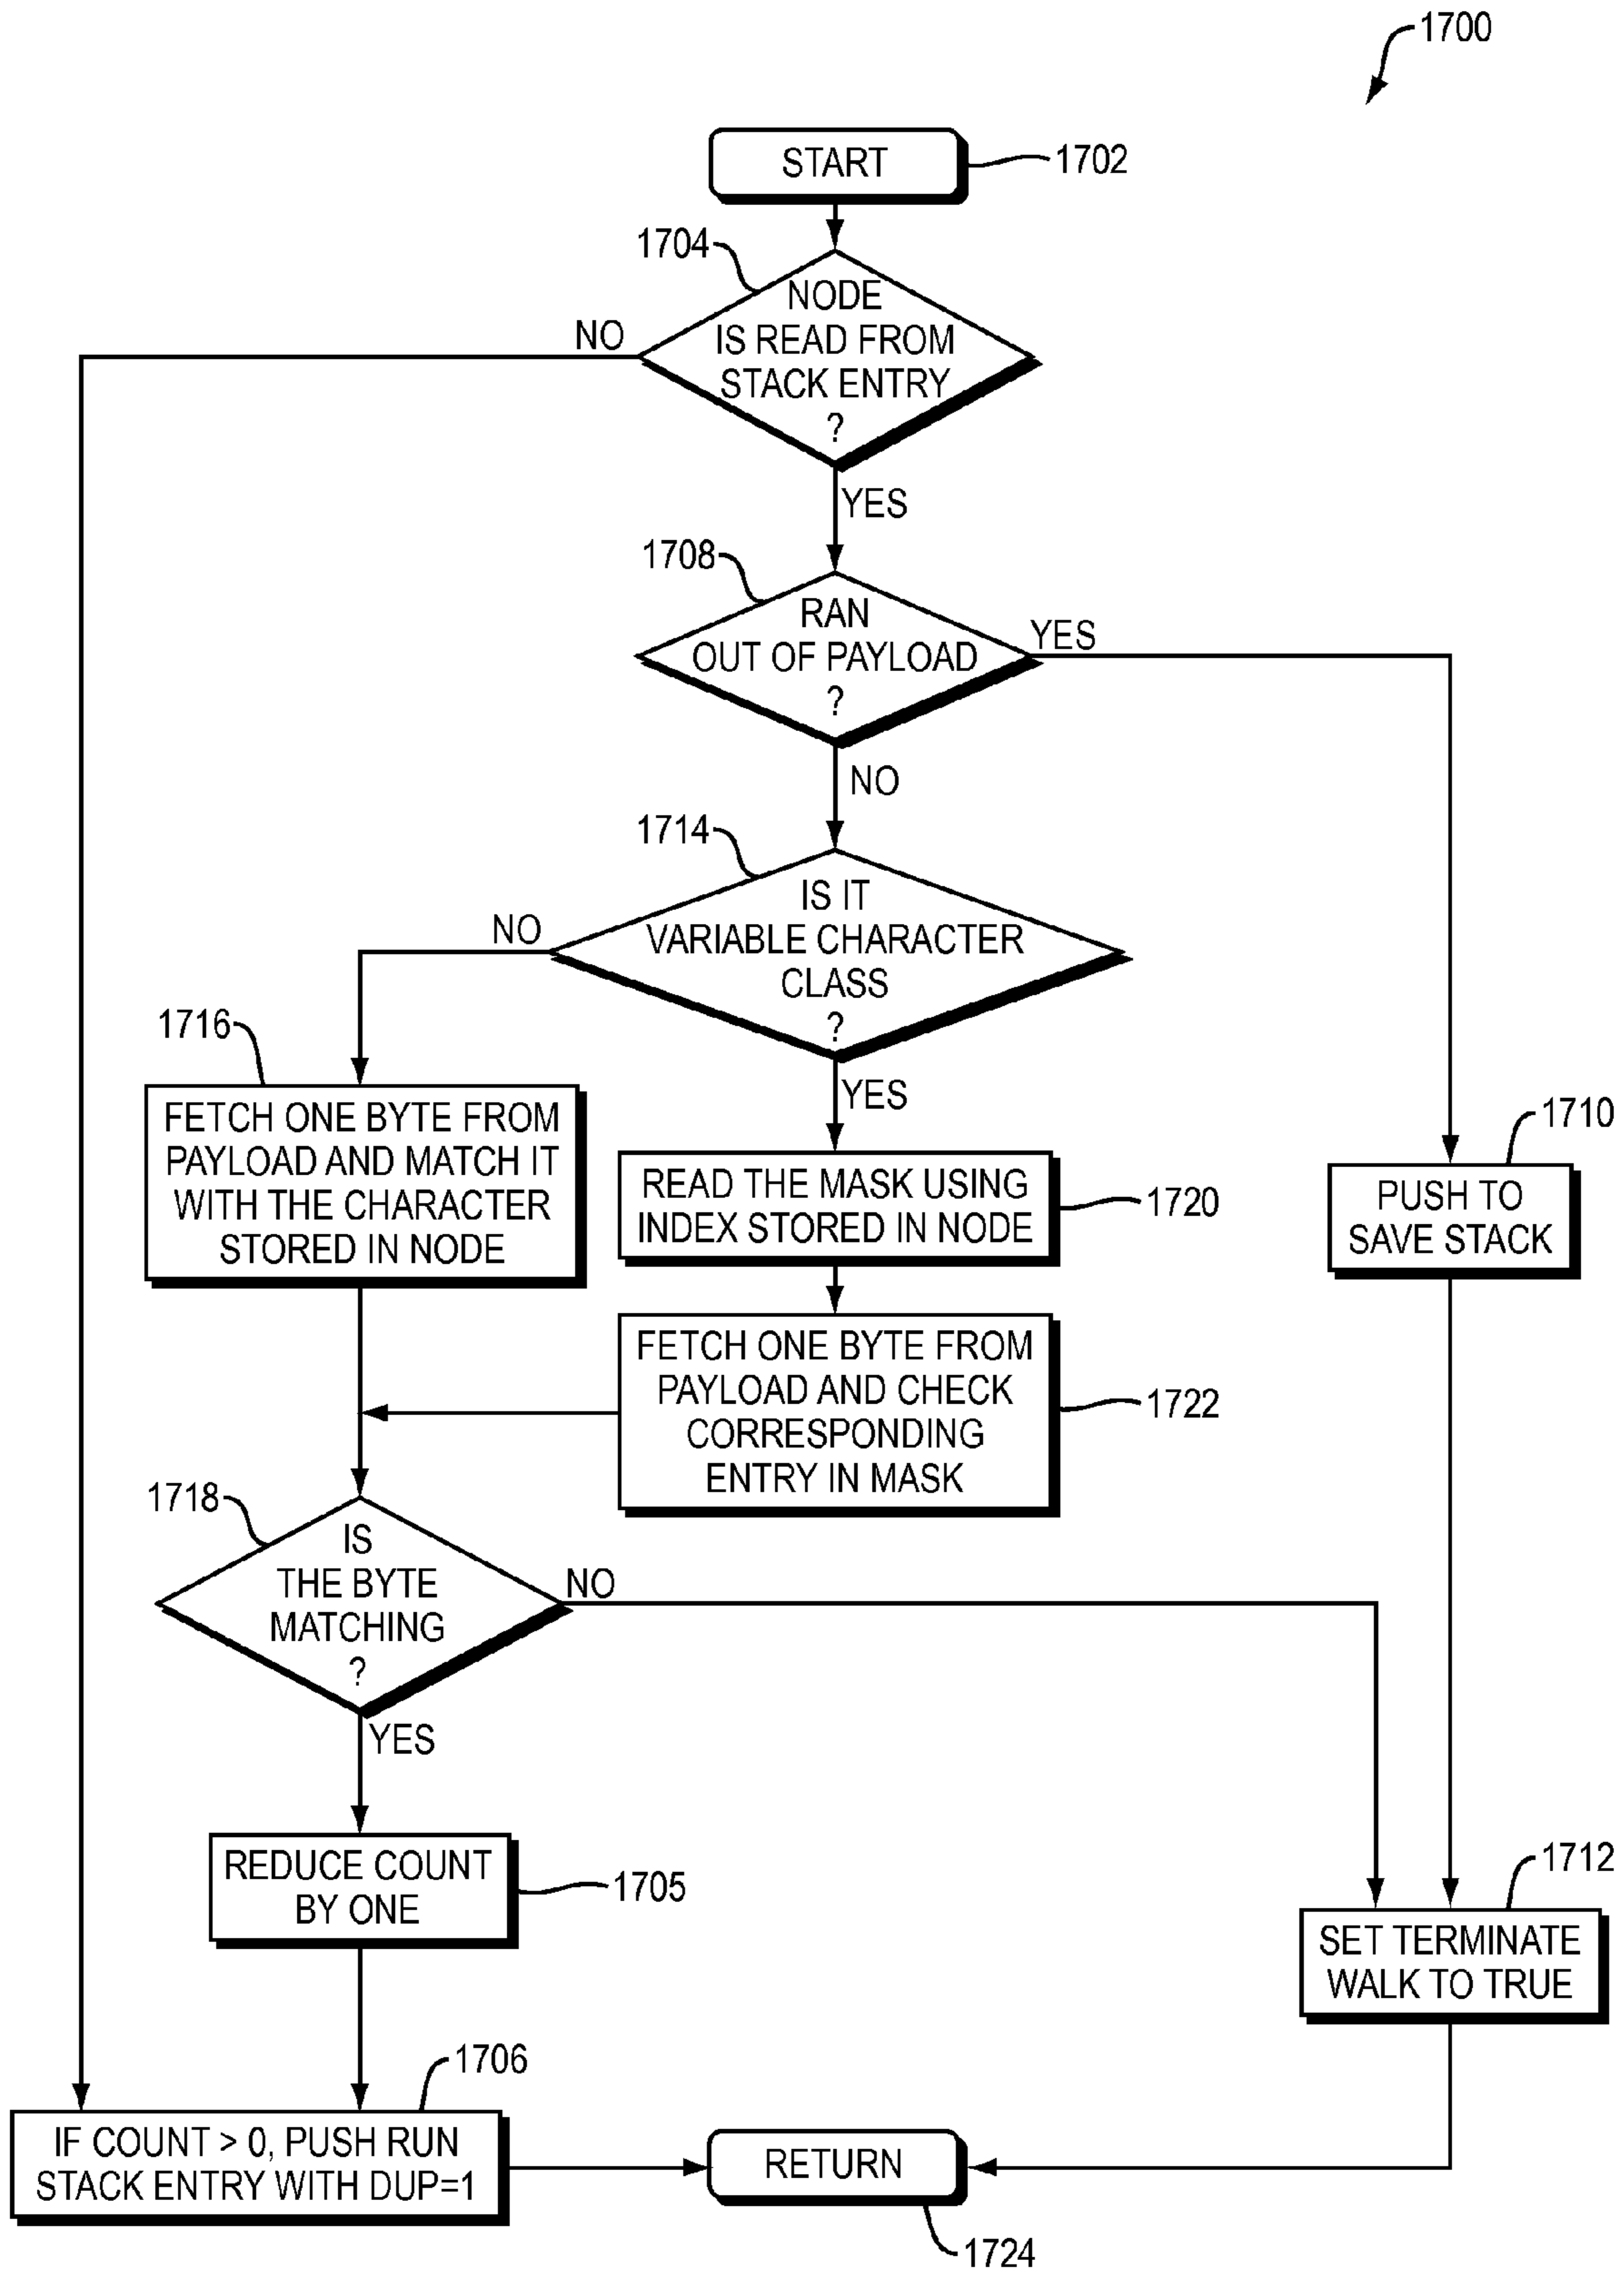 1700
START
1702
1704
NODE
IS READ FROM
STACK ENTRY
?
NO
YES
1708
RAN
OUT OF PAYLOAD
?
YES
NO
1714
IS IT
VARIABLE CHARACTER
CLASS
?
NO
YES
1716
FETCH ONE BYTE FROM
PAYLOAD AND MATCH IT
WITH THE CHARACTER
STORED IN NODE
READ THE MASK USING
INDEX STORED IN NODE
1720
1710
PUSH TO
SAVE STACK
FETCH ONE BYTE FROM
PAYLOAD AND CHECK
CORRESPONDING
ENTRY IN MASK
1722
1718
IS
THE BYTE
MATCHING
?
NO
YES
REDUCE COUNT
BY ONE
1705
1712
SET TERMINATE
WALK TO TRUE
1706
IF COUNT > 0, PUSH RUN
STACK ENTRY WITH DUP=1
RETURN
1724